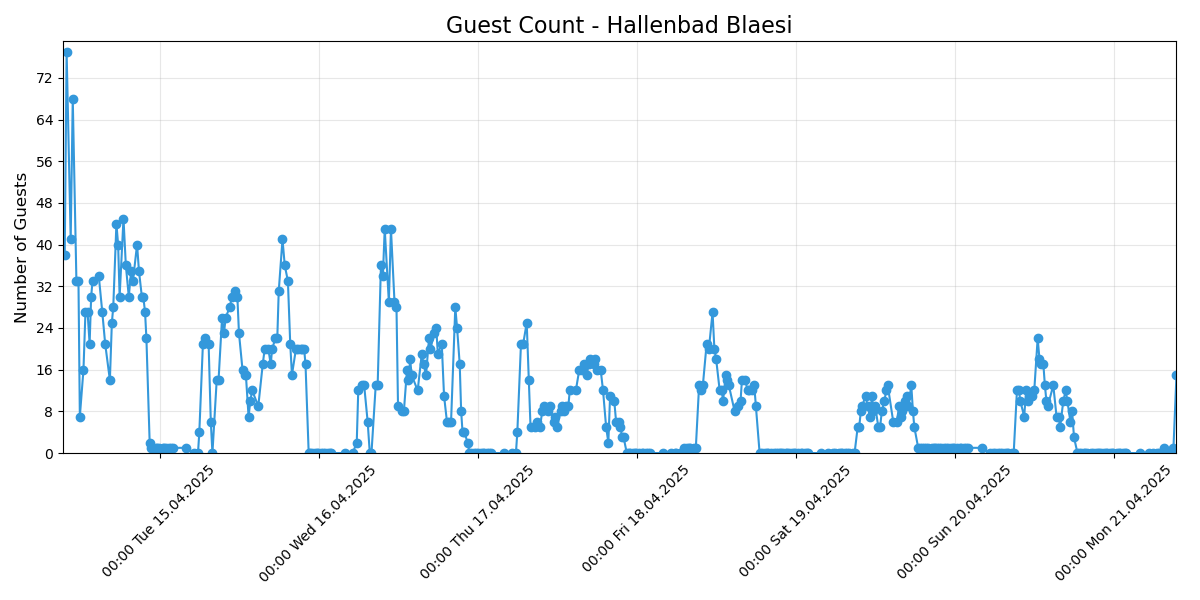 Guest Count - Hallenbad Blaesi
Number of Guests
72
64
56
48
40
32
24
16
8
0
00:00 Tue 15.04.2025
00:00 Wed 16.04.2025
00:00 Thu 17.04.2025
00:00 Fri 18.04.2025
00:00 Sat 19.04.2025
00:00 Sun 20.04.2025
00:00 Mon 21.04.2025